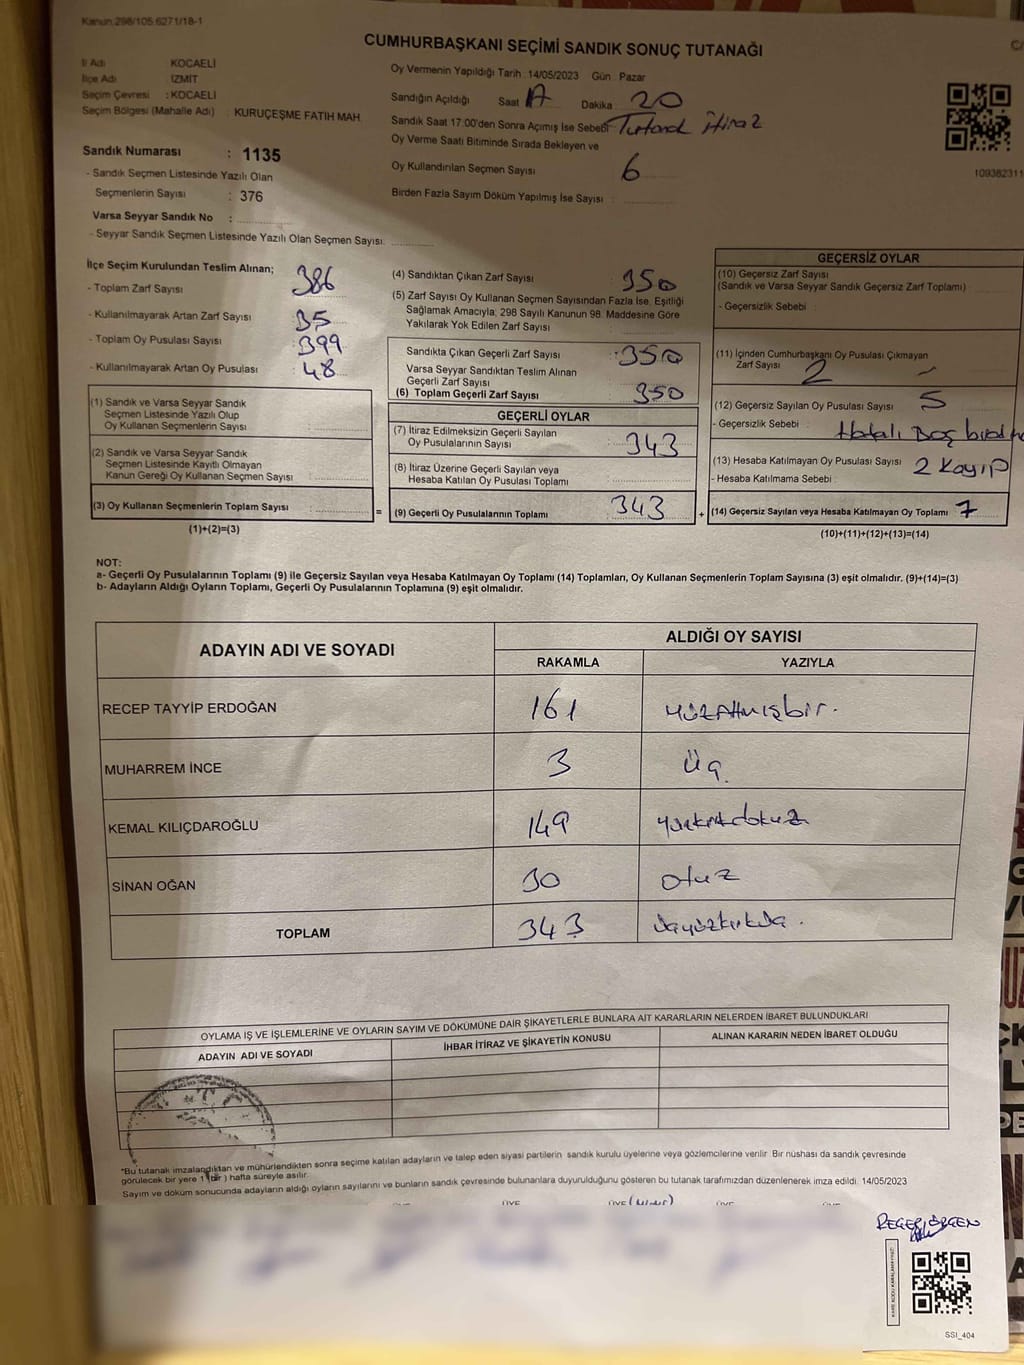 Kanun:298/105.6271/18-1
CUMHURBAŞKANI SEÇİMİ SANDIK SONUÇ TUTANAĞI
İl Adı KOCAELİ
İlçe Adı İZMİT
Seçim Çevresi : KOCAELİ
Seçim Bölgesi (Mahalle Adı) : KURUÇEŞME FATIH MAH.
Sandık Numarası : 1135
- Sandık Seçmen Listesinde Yazılı Olan
Seçmenlerin Sayısı : 376
Varsa Seyyar Sandık No :
- Seyyar Sandık Seçmen Listesinde Yazılı Olan Seçmen Sayısı:
Oy Vermenin Yapıldığı Tarih :14/05/2023 Gün : Pazar
Sandığın Açıldığı Saat Dakika 20
Sandık Saat 17:00'den Sonra Açımış İse Sebebi itiraz
Oy Verme Saati Bitiminde Sırada Bekleyen ve
Oy Kullandırılan Seçmen Sayısı 6
Birden Fazla Sayım Döküm Yapılmış İse Sayısı :
109382311
İlçe Seçim Kurulundan Teslim Alınan;
- Toplam Zarf Sayısı 386
- Kullanılmayarak Artan Zarf Sayısı : 35
- Toplam Oy Pusulası Sayısı : 399
- Kullanılmayarak Artan Oy Pusulası : 48
(1) Sandık ve Varsa Seyyar Sandık
Seçmen Listesinde Yazılı Olup
Oy Kullanan Seçmenlerin Sayısı :
(2) Sandık ve Varsa Seyyar Sandık
Seçmen Listesinde Kayıtlı Olmayan
Kanun Gereği Oy Kullanan Seçmen Sayısı :
(3) Oy Kullanan Seçmenlerin Toplam Sayısı : =
(1)+(2)=(3)
(4) Sandıktan Çıkan Zarf Sayısı : 350
(5) Zarf Sayısı Oy Kullanan Seçmen Sayısından Fazla İse, Eşitliği
Sağlamak Amacıyla; 298 Sayılı Kanunun 98. Maddesine Göre
Yakılarak Yok Edilen Zarf Sayısı :
Sandıkta Çıkan Geçerli Zarf Sayısı : 350
Varsa Seyyar Sandıktan Teslim Alınan
Geçerli Zarf Sayısı :
(6) Toplam Geçerli Zarf Sayısı : 350
GEÇERLİ OYLAR
(7) İtiraz Edilmeksizin Geçerli Sayılan
Oy Pusulalarının Sayısı : 343
(8) İtiraz Üzerine Geçerli Sayılan veya
Hesaba Katılan Oy Pusulası Toplamı :
(9) Geçerli Oy Pusulalarının Toplamı 343 +
GEÇERSİZ OYLAR
(10) Geçersiz Zarf Sayısı
(Sandık ve Varsa Seyyar Sandık Geçersiz Zarf Toplamı) :
- Geçersizlik Sebebi :
(11) İçinden Cumhurbaşkanı Oy Pusulası Çıkmayan
Zarf Sayısı : 2
(12) Geçersiz Sayılan Oy Pusulası Sayısı : 5
- Geçersizlik Sebebi : Hatalı Boş
(13) Hesaba Katılmayan Oy Pusulası Sayısı : 2 Kayıp
- Hesaba Katılmama Sebebi :
(14) Geçersiz Sayılan veya Hesaba Katılmayan Oy Toplamı : 7
(10)+(11)+(12)+(13)=(14)
NOT:
a- Geçerli Oy Pusulalarının Toplamı (9) ile Geçersiz Sayılan veya Hesaba Katılmayan Oy Toplamı (14) Toplamları, Oy Kullanan Seçmenlerin Toplam Sayısına (3) eşit olmalıdır. (9)+(14)=(3)
b- Adayların Aldığı Oyların Toplamı, Geçerli Oy Pusulalarının Toplamına (9) eşit olmalıdır.
ADAYIN ADI VE SOYADI ALDIĞI OY SAYISI
RAKAMLA YAZIYLA
RECEP TAYYİP ERDOĞAN 161 yüzAtmışbir.
MUHARREM İNCE 3 Üç
KEMAL KILIÇDAROĞLU 149 yüzkırkdokuz
SİNAN OĞAN 30 otuz
TOPLAM 343
OYLAMA İŞ VE İŞLEMLERİNE VE OYLARIN SAYIM VE DÖKÜMÜNE DAİR ŞİKAYETLERLE BUNLARA AİT KARARLARIN NELERDEN İBARET BULUNDUKLARI
ADAYIN ADI VE SOYADI İHBAR İTİRAZ VE ŞİKAYETİN KONUSU ALINAN KARARIN NEDEN İBARET OLDUĞU
*Bu tutanak imzalandıktan ve mühürlendikten sonra seçime katılan adayların ve talep eden siyasi partilerin sandık kurulu üyelerine veya gözlemcilerine verilir. Bir nüshası da sandık çevresinde
görülecek bir yere 1 (bir) hafta süreyle asılır.
Sayım ve döküm sonucunda adayların aldığı oyların sayılarını ve bunların sandık çevresinde bulunanlara duyurulduğunu gösteren bu tutanak tarafımızdan düzenlenerek imza edildi. 14/05/2023
ÜYE ÜYE ÜYE ÜYE ÜYE
SSI_404